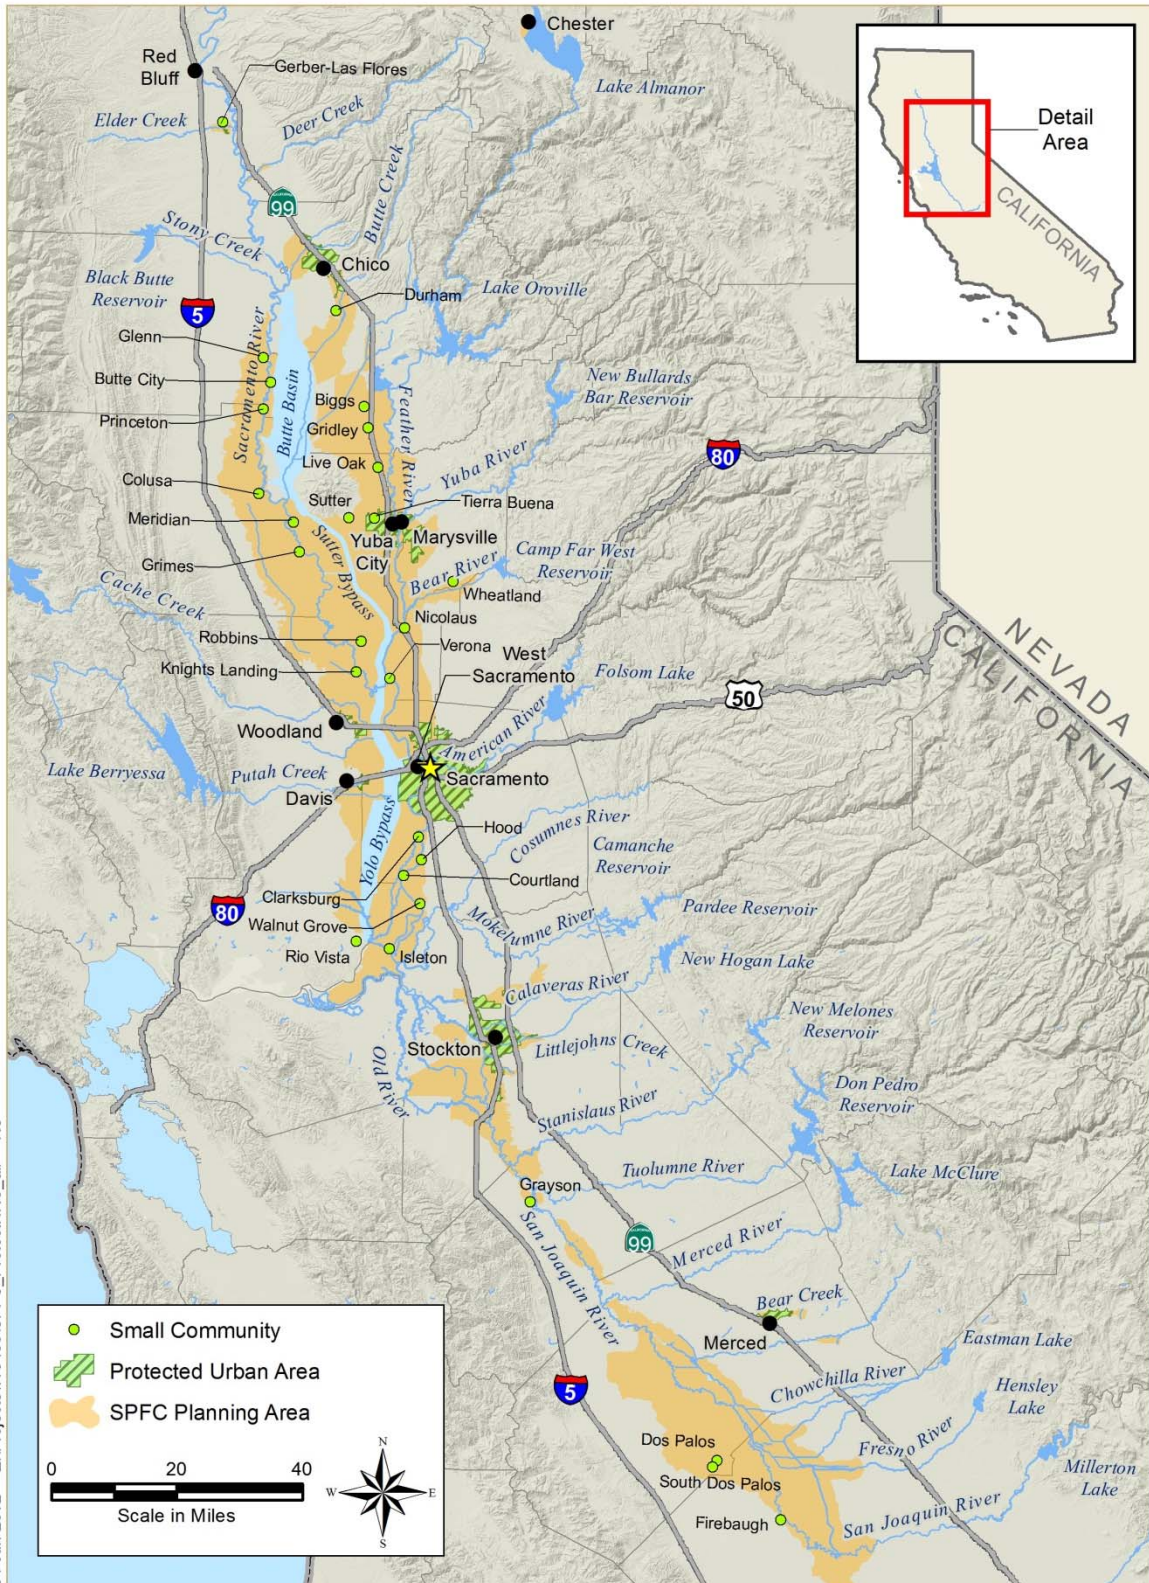 Chester
Red
Bluff
Gerber-Las Flores
Lake Almanor
Elder Creek
Deer Creek
Butte Creek
99
Stony Creek
Chico
Black Butte
Reservoir
Lake Oroville
Durham
5
Glenn
Sacramento River
Butte City
Butte Basin
Princeton
Biggs
Gridley
Feather River
New Bullards
Bar Reservoir
80
Live Oak
Yuba River
Colusa
Sutter
Tierra Buena
Meridian
Yuba
City
Marysville
Grimes
Sutter Bypass
Bear River
Camp Far West
Reservoir
Cache Creek
Wheatland
Nicolaus
Robbins
Verona
Knights Landing
West
Sacramento
Folsom Lake
50
Woodland
American River
Lake Berryessa
Putah Creek
Sacramento
Davis
Yolo Bypass
Hood
Cosumnes River
Camanche
Reservoir
Courtland
Clarksburg
80
Walnut Grove
Mokelumne River
Pardee Reservoir
Rio Vista
Isleton
New Hogan Lake
Calaveras River
New Melones
Reservoir
Stockton
Littlejohns Creek
Old River
Don Pedro
Reservoir
Stanislaus River
Tuolumne River
Lake McClure
Grayson
San Joaquin River
99
Merced River
Bear Creek
Merced
Eastman Lake
Chowchilla River
Hensley
Lake
5
Dos Palos
Fresno River
South Dos Palos
Millerton
Lake
Firebaugh
San Joaquin River
NEVADA
CALIFORNIA
Detail
Area
CALIFORNIA
Small Community
Protected Urban Area
SPFC Planning Area
0 20 40
Scale in Miles
N
W E
S